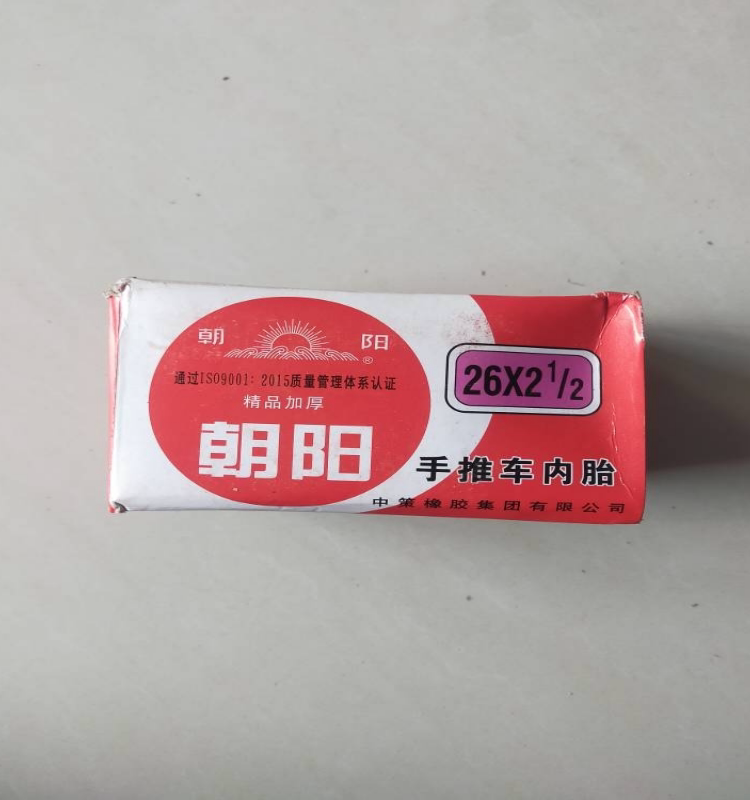 朝 阳
®
通过ISO9001：2015质量管理体系认证
精品加厚
朝阳
26X2 1/2
手推车内胎
中策橡胶集团有限公司